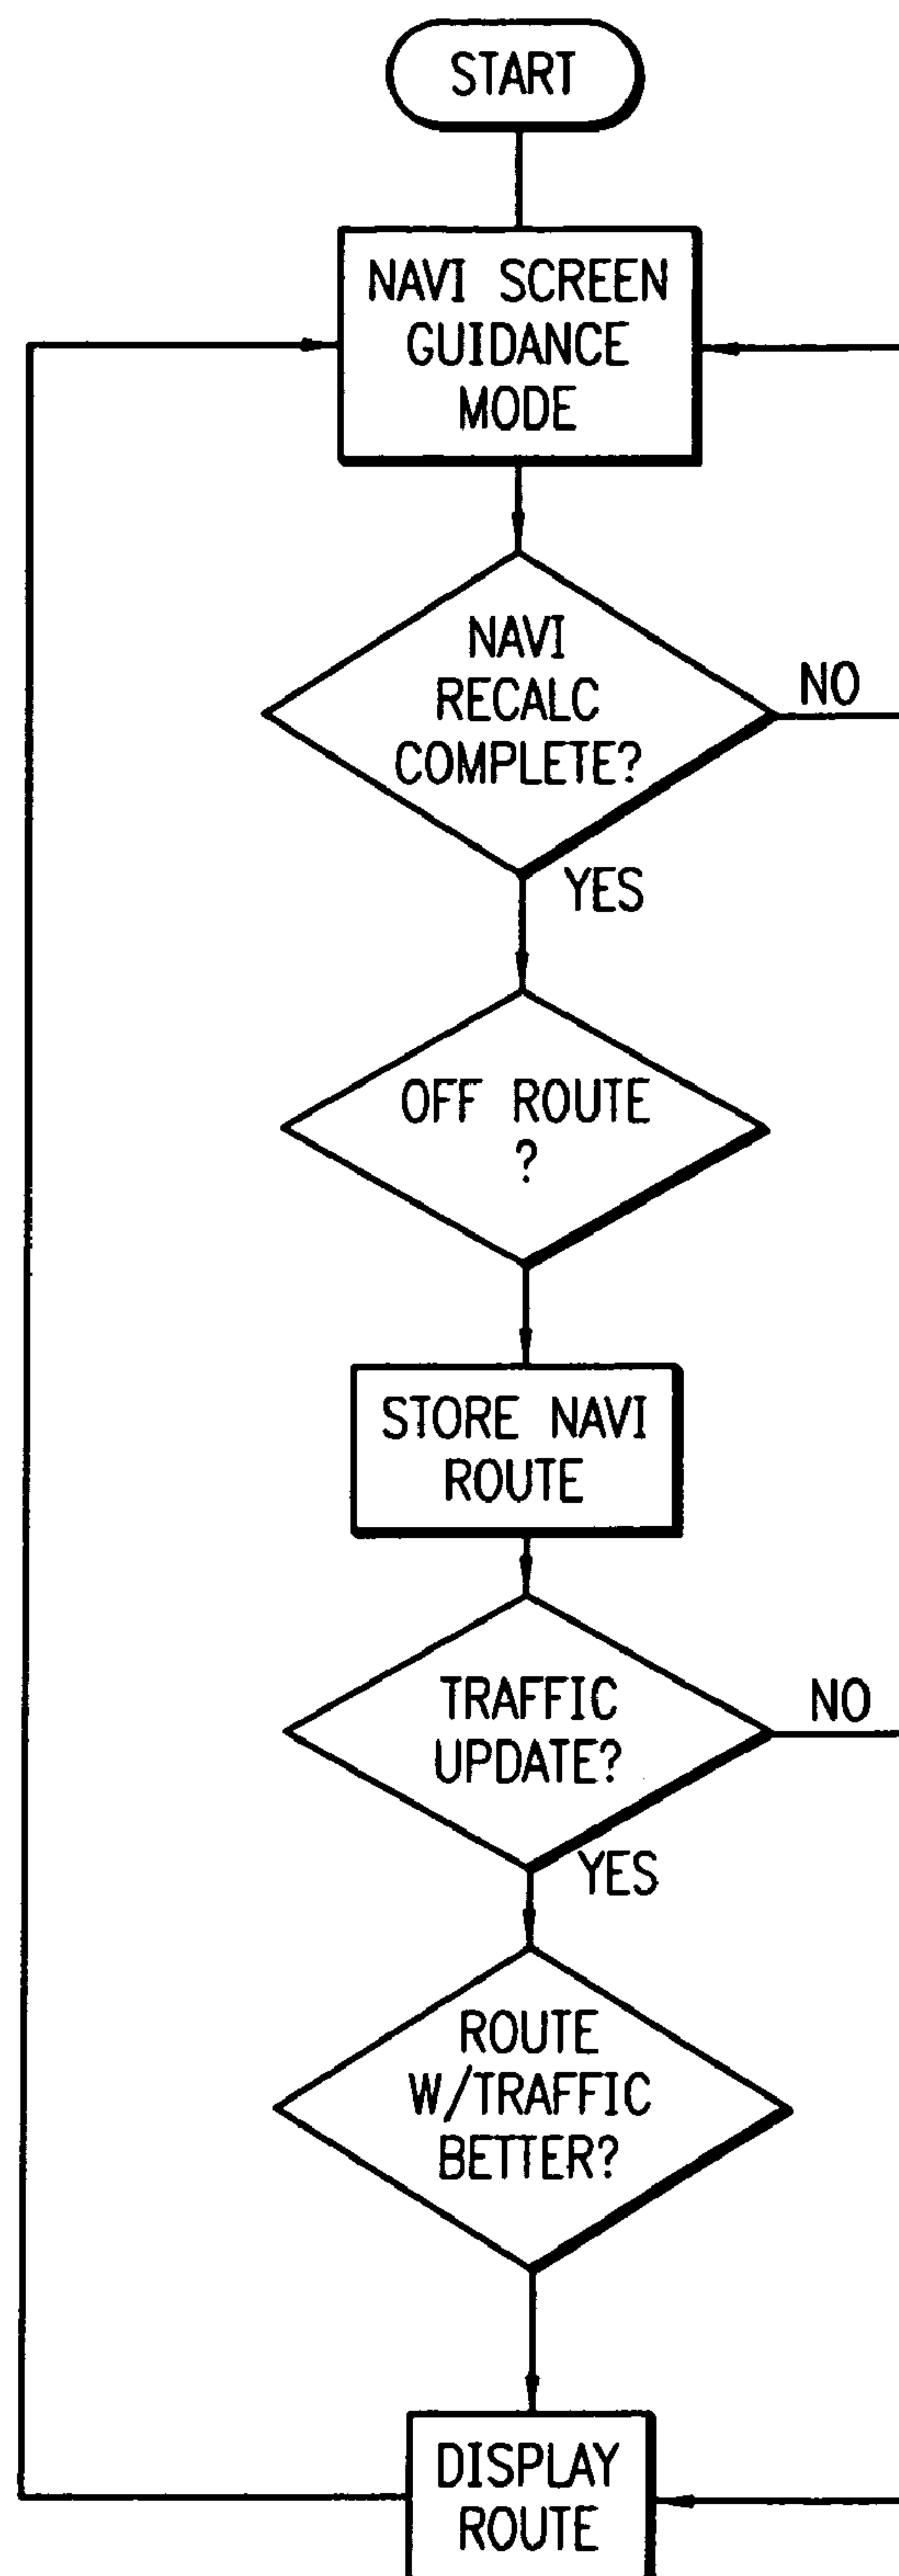 START
NAVI SCREEN
GUIDANCE
MODE
NAVI
RECALC
COMPLETE?
NO
YES
OFF ROUTE
?
STORE NAVI
ROUTE
TRAFFIC
UPDATE?
NO
YES
ROUTE
W/TRAFFIC
BETTER?
DISPLAY
ROUTE